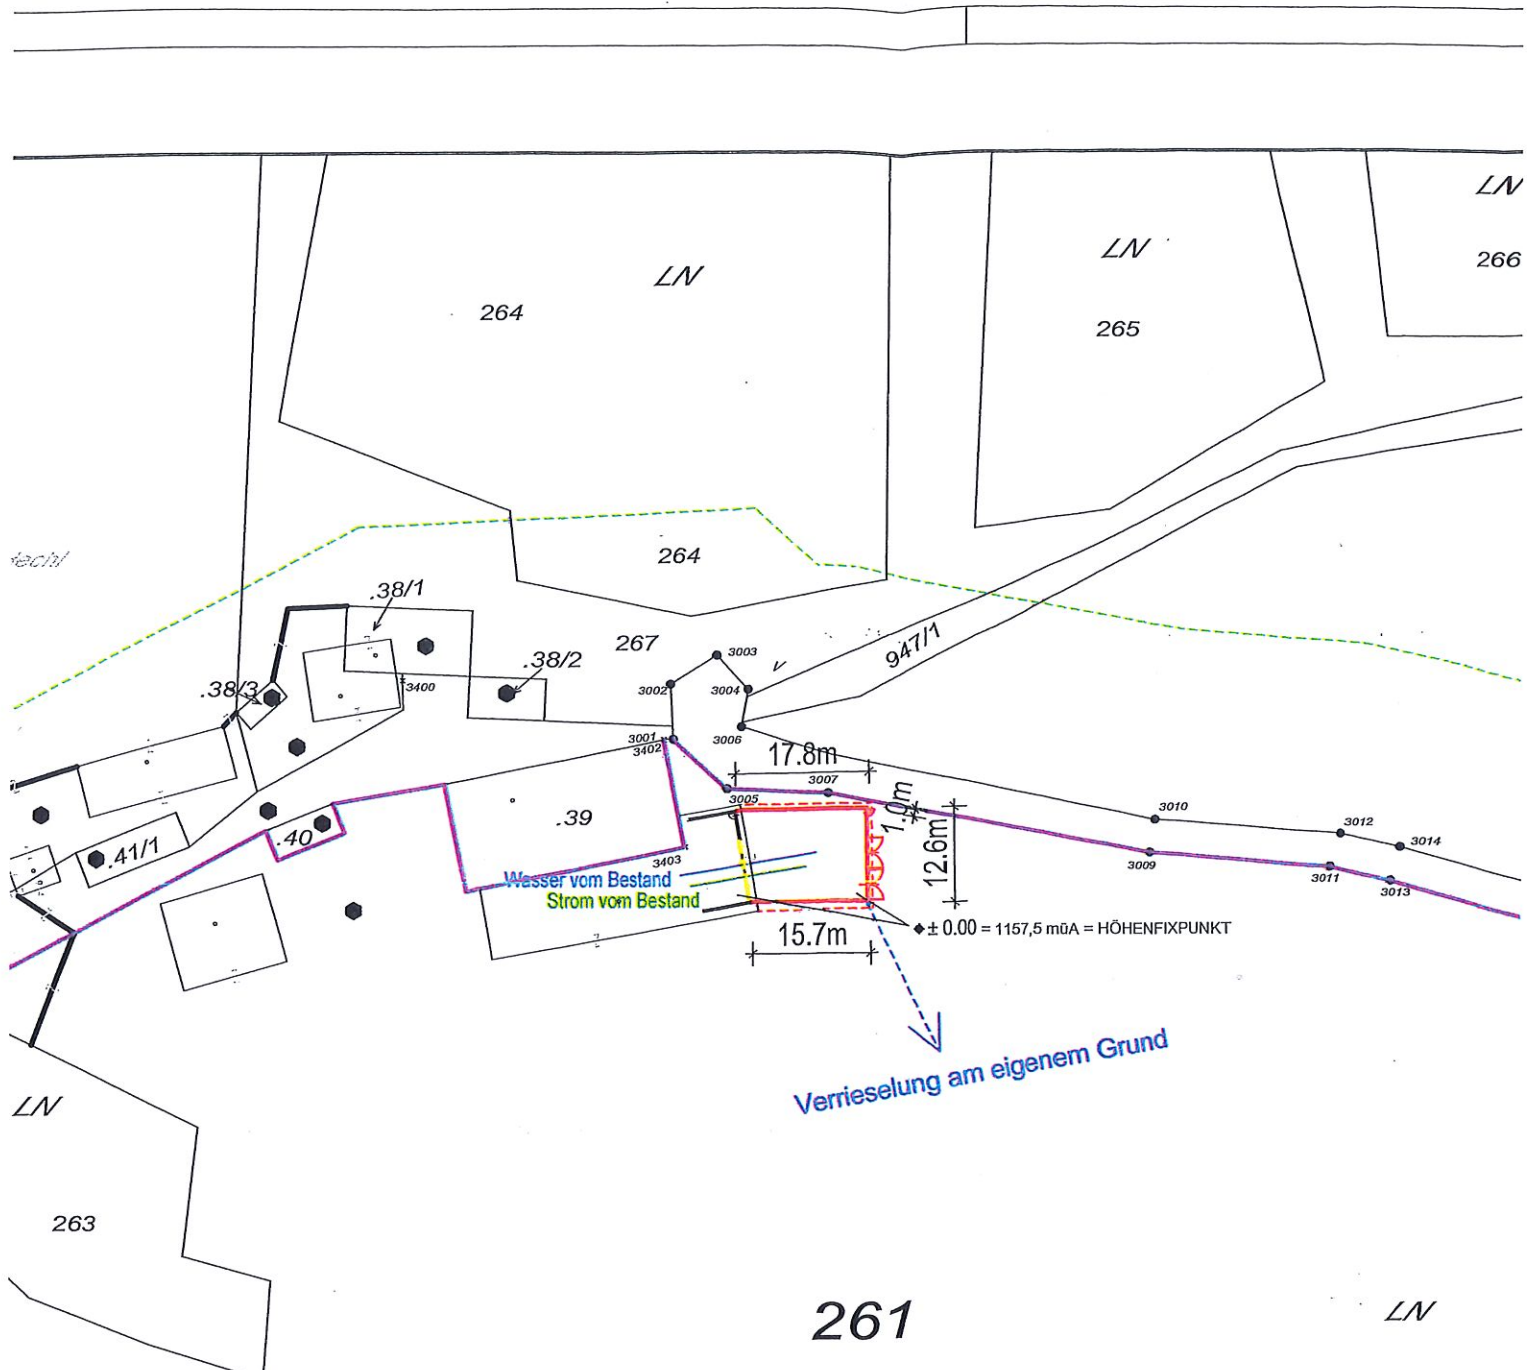 LN
LN
LN
266
264
265
264
.38/1
267
947/1
.38/2
3003
v
.38/3
3400
3002
3004
3001
3402
3006
17.8m
3007
3005
1.0m
3010
.39
.40
12.6m
3012
3014
.41/1
3403
3009
3011
3013
Wasser vom Bestand
Strom vom Bestand
± 0.00 = 1157,5 müA = HÖHENFIXPUNKT
15.7m
Verrieselung am eigenem Grund
LN
263
261
LN